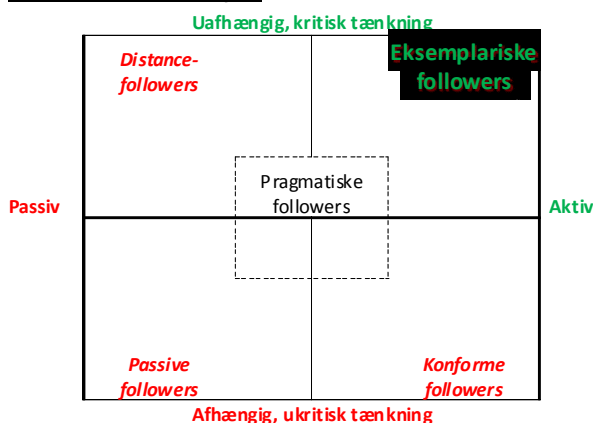 Uafhængig, kritisk tænkning
Distance-
followers
Eksemplariske
followers
Pragmatiske
followers
Passiv
Aktiv
Passive
followers
Konforme
followers
Afhængig, ukritisk tænkning